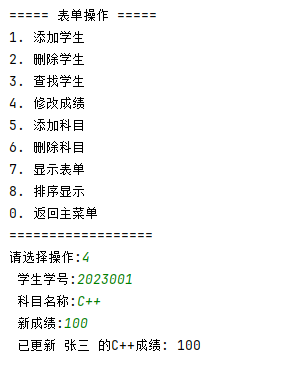 ===== 表单操作 =====
1. 添加学生
2. 删除学生
3. 查找学生
4. 修改成绩
5. 添加科目
6. 删除科目
7. 显示表单
8. 排序显示
0. 返回主菜单
==================
请选择操作:4
学生学号:2023001
科目名称:C++
新成绩:100
已更新 张三 的C++成绩: 100